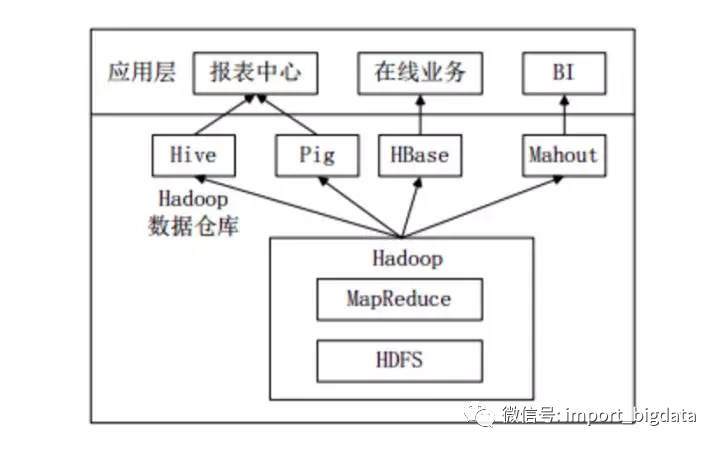 应用层
报表中心
在线业务
BI
Hive
Pig
HBase
Mahout
Hadoop
数据仓库
Hadoop
MapReduce
HDFS
微信号: import_bigdata